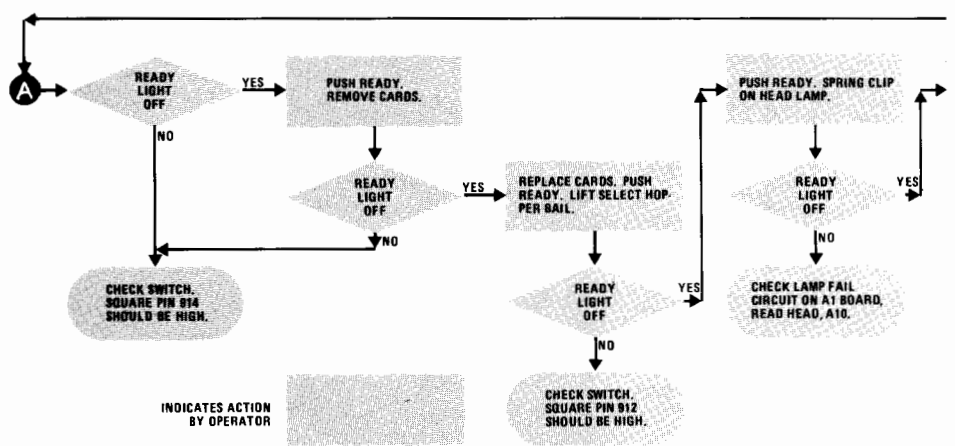 A
READY
LIGHT
OFF
YES
NO
PUSH READY.
REMOVE CARDS.
READY
LIGHT
OFF
YES
NO
CHECK SWITCH.
SQUARE PIN 914
SHOULD BE HIGH.
REPLACE CARDS. PUSH
READY. LIFT SELECT HOP-
PER BAIL.
READY
LIGHT
OFF
YES
NO
CHECK SWITCH.
SQUARE PIN 912
SHOULD BE HIGH.
PUSH READY. SPRING CLIP
ON HEAD LAMP.
READY
LIGHT
OFF
YES
NO
CHECK LAMP FAIL
CIRCUIT ON A1 BOARD,
READ HEAD, A10.
INDICATES ACTION
BY OPERATOR